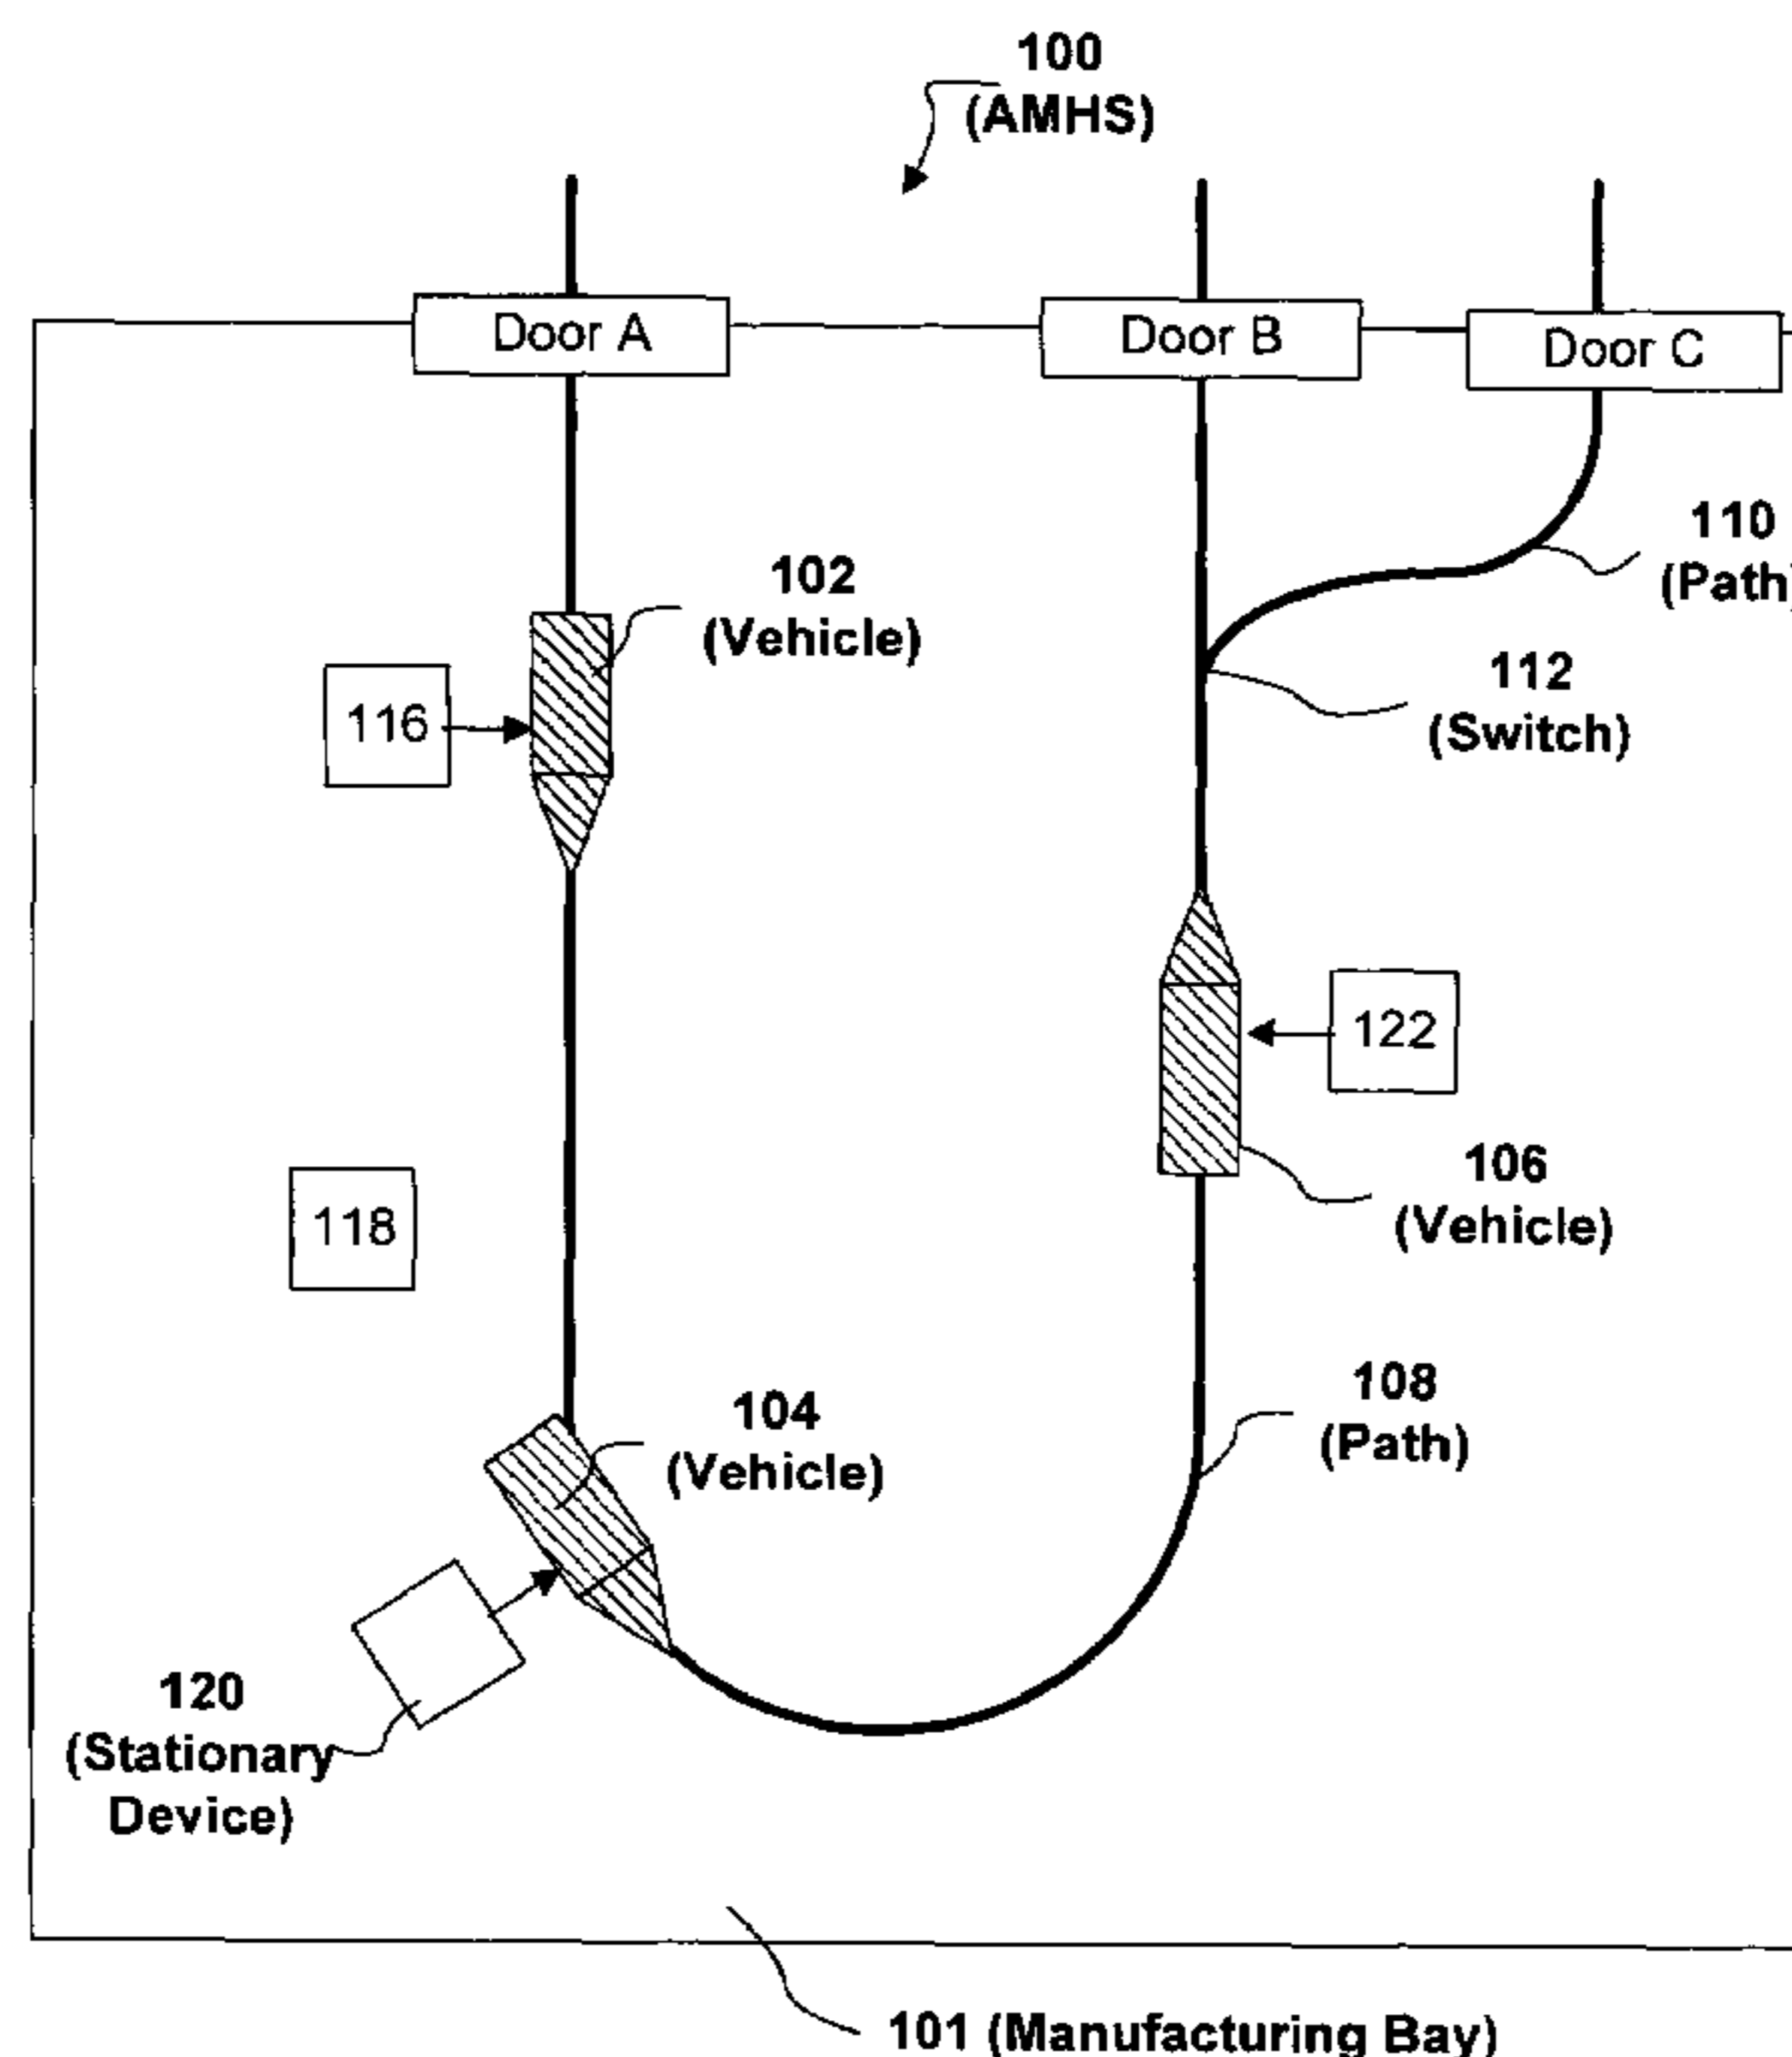 100
(AMHS)
Door A
Door B
Door C
110
(Path)
102
(Vehicle)
112
(Switch)
116
122
106
(Vehicle)
118
108
(Path)
104
(Vehicle)
120
(Stationary
Device)
101 (Manufacturing Bay)